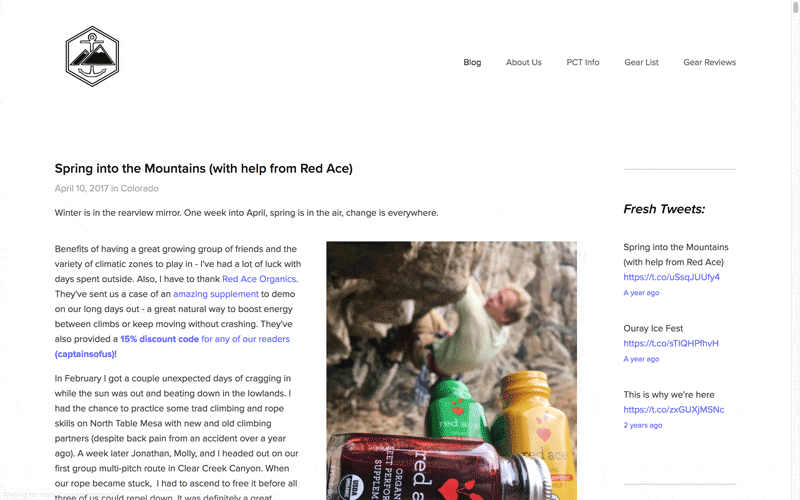 Blog About Us PCT Info Gear List Gear Reviews
Spring into the Mountains (with help from Red Ace)
April 10, 2017 in Colorado
Winter is in the rearview mirror. One week into April, spring is in the air, change is everywhere.
Benefits of having a great growing group of friends and the
variety of climatic zones to play in - I've had a lot of luck with
days spent outside. Also, I have to thank Red Ace Organics.
They've sent us a case of an amazing supplement to demo
on our long days out - a great natural way to boost energy
between climbs or keep moving without crashing. They've
also provided a 15% discount code for any of our readers
(captainsofus)!
In February I got a couple unexpected days of cragging in
while the sun was out and beating down in the lowlands. I
had the chance to practice some trad climbing and rope
skills on North Table Mesa with new and old climbing
partners (despite back pain from an accident over a year
ago). A week later Jonathan, Molly, and I headed out on our
first group multi-pitch route in Clear Creek Canyon. When
our rope became stuck, I had to ascend to free it before all
three of us could repel down. It was definitely a great
red ace
red ace
red ace
ORGANIC
BEET PERFORMANCE
SUPPLEMENT
USDA
ORGANIC
Fresh Tweets:
Spring into the Mountains
(with help from Red Ace)
https://t.co/uSsqJUUfy4
A year ago
Ouray Ice Fest
https://t.co/sTIQHPfhvH
A year ago
This is why we're here
https://t.co/zxGUXjMSNc
2 years ago